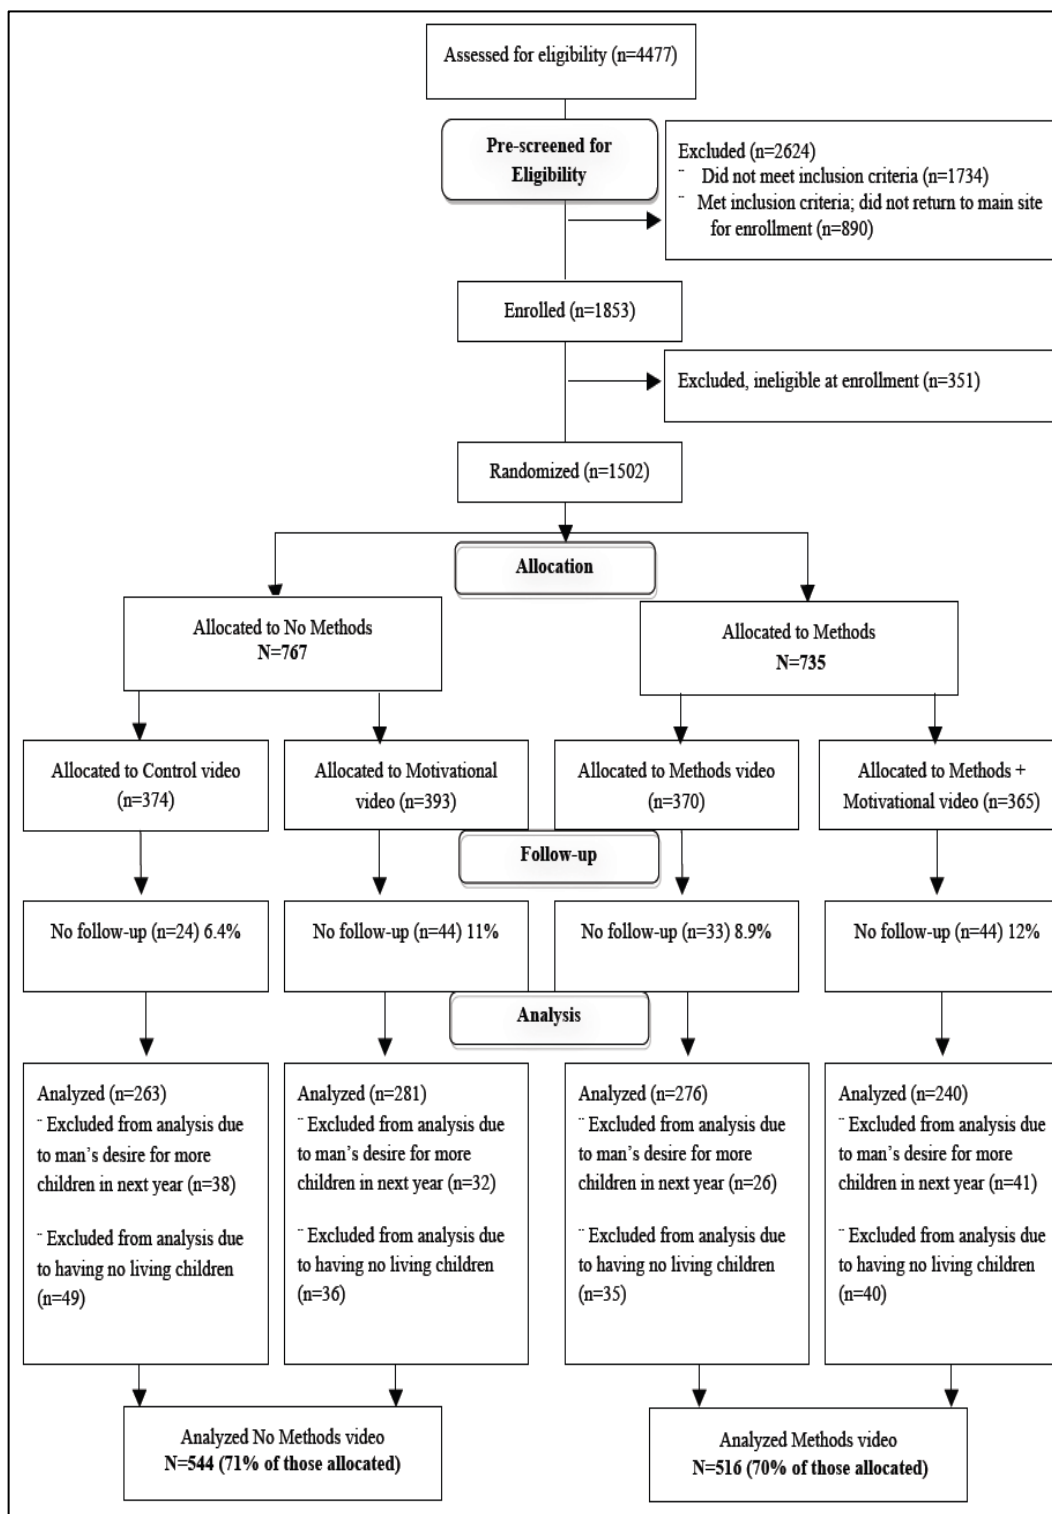 Assessed for eligibility (n=4477)
Pre-screened for
Eligibility
Excluded (n=2624)
¨ Did not meet inclusion criteria (n=1734)
¨ Met inclusion criteria; did not return to main site
for enrollment (n=890)
Enrolled (n=1853)
Excluded, ineligible at enrollment (n=351)
Randomized (n=1502)
Allocation
Allocated to No Methods
N=767
Allocated to Methods
N=735
Allocated to Control video
(n=374)
Allocated to Motivational
video (n=393)
Allocated to Methods video
(n=370)
Allocated to Methods +
Motivational video (n=365)
Follow-up
No follow-up (n=24) 6.4%
No follow-up (n=44) 11%
No follow-up (n=33) 8.9%
No follow-up (n=44) 12%
Analysis
Analyzed (n=263)
¨ Excluded from analysis due
to man’s desire for more
children in next year (n=38)
¨ Excluded from analysis due
to having no living children
(n=49)
Analyzed (n=281)
¨ Excluded from analysis due
to man’s desire for more
children in next year (n=32)
¨ Excluded from analysis due
to having no living children
(n=36)
Analyzed (n=276)
¨ Excluded from analysis due
to man’s desire for more
children in next year (n=26)
¨ Excluded from analysis due
to having no living children
(n=35)
Analyzed (n=240)
¨ Excluded from analysis due
to man’s desire for more
children in next year (n=41)
¨ Excluded from analysis due
to having no living children
(n=40)
Analyzed No Methods video
N=544 (71% of those allocated)
Analyzed Methods video
N=516 (70% of those allocated)